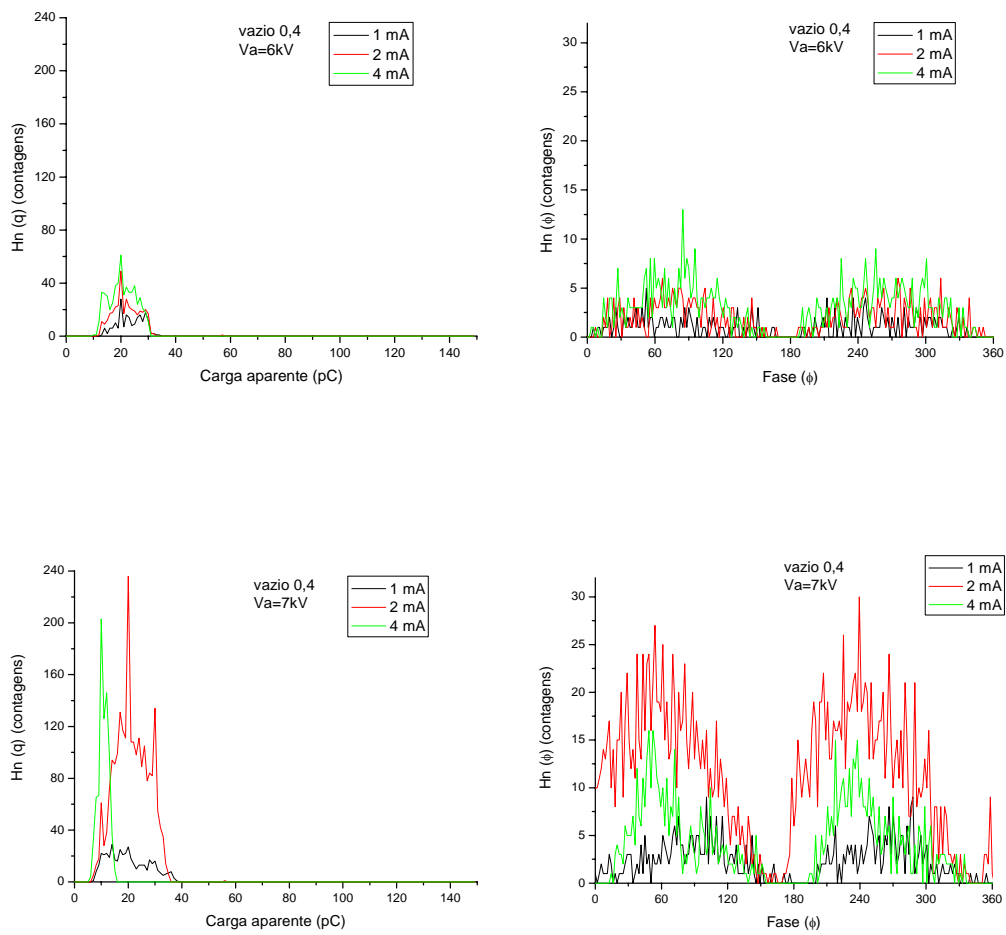 vazio 0,4
Va=6kV
1 mA
2 mA
4 mA
240
200
160
120
80
40
0
0 20 40 60 80 100 120 140
Hn (q) (contagens)
Carga aparente (pC)
vazio 0,4
Va=6kV
1 mA
2 mA
4 mA
30
25
20
15
10
5
0
0 60 120 180 240 300 360
Hn (ϕ) (contagens)
Fase (ϕ)
vazio 0,4
Va=7kV
1 mA
2 mA
4 mA
240
200
160
120
80
40
0
0 20 40 60 80 100 120 140
Hn (q) (contagens)
Carga aparente (pC)
vazio 0,4
Va=7kV
1 mA
2 mA
4 mA
30
25
20
15
10
5
0
0 60 120 180 240 300 360
Hn (ϕ) (contagens)
Fase (ϕ)